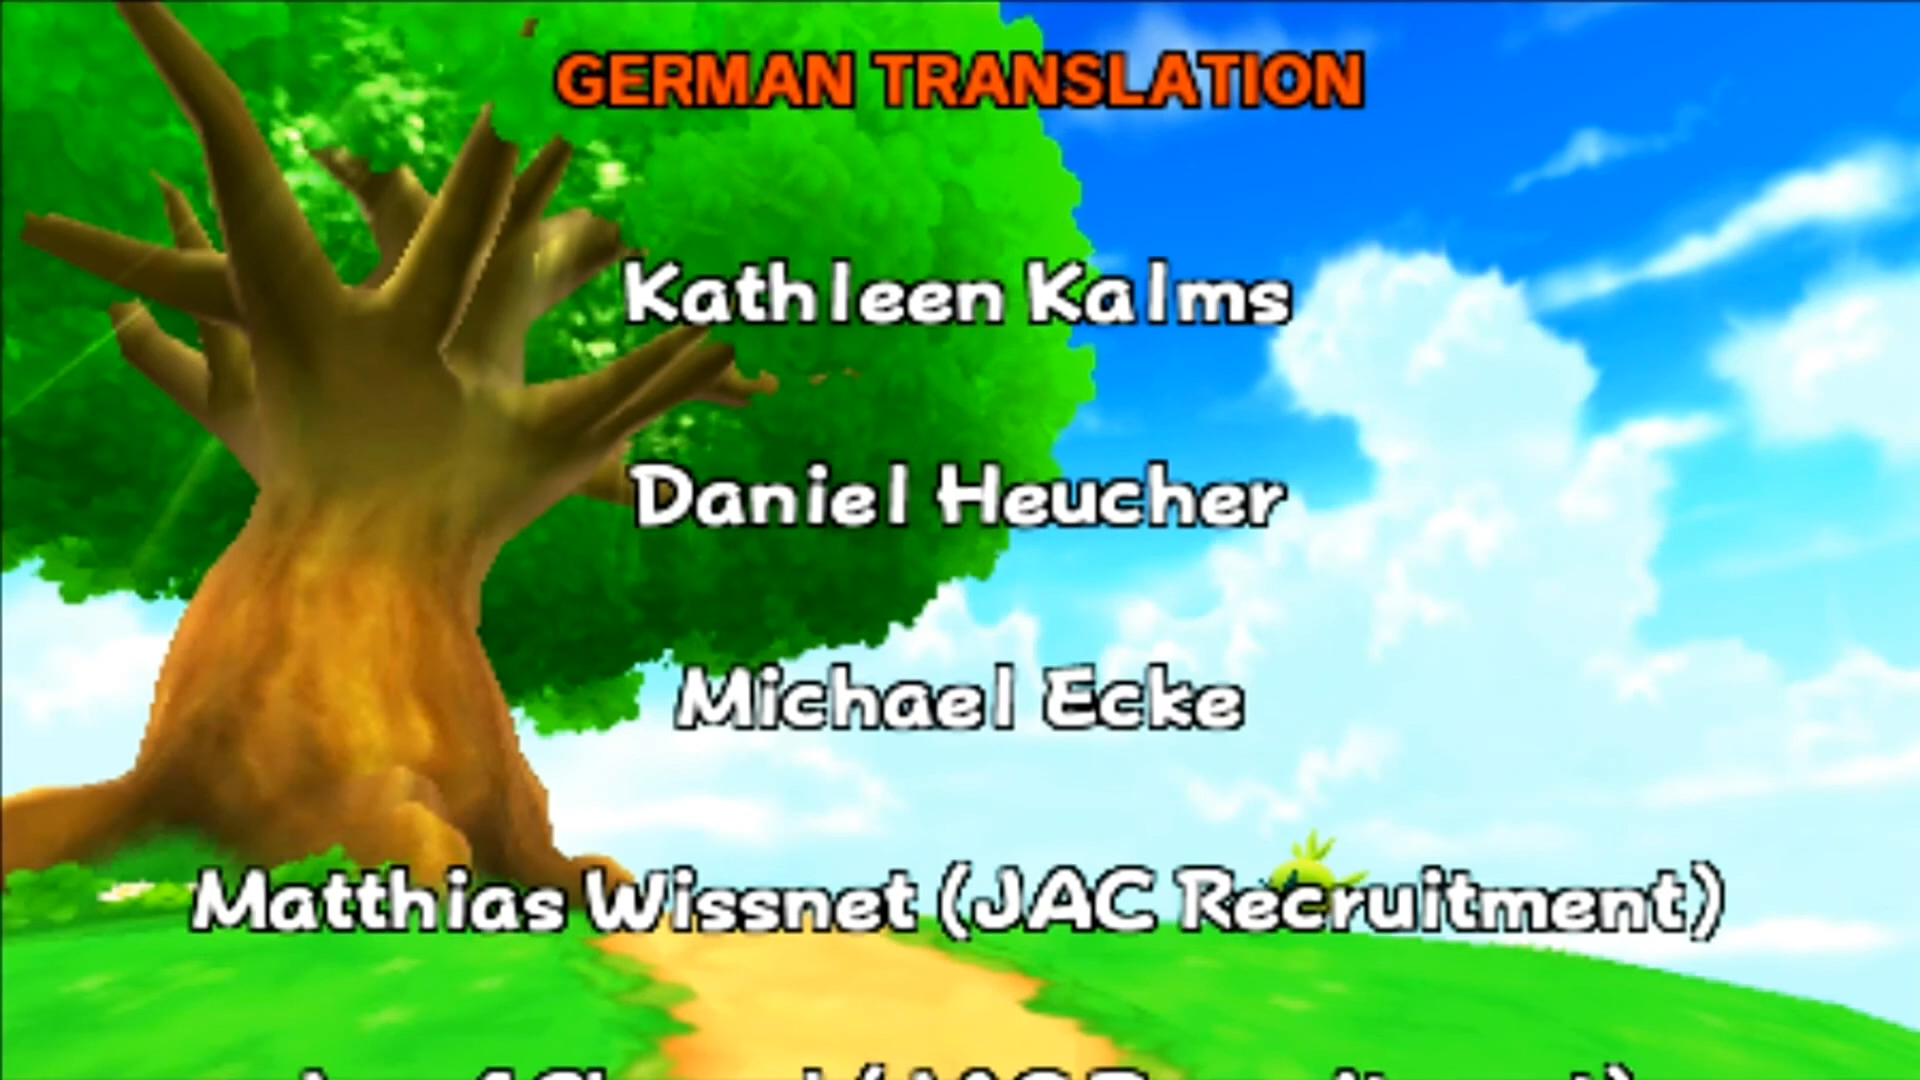 GERMAN TRANSLATION
Kathleen Kalms
Daniel Heucher
Michael Ecke
Matthias Wissnet (JAC Recruitment)